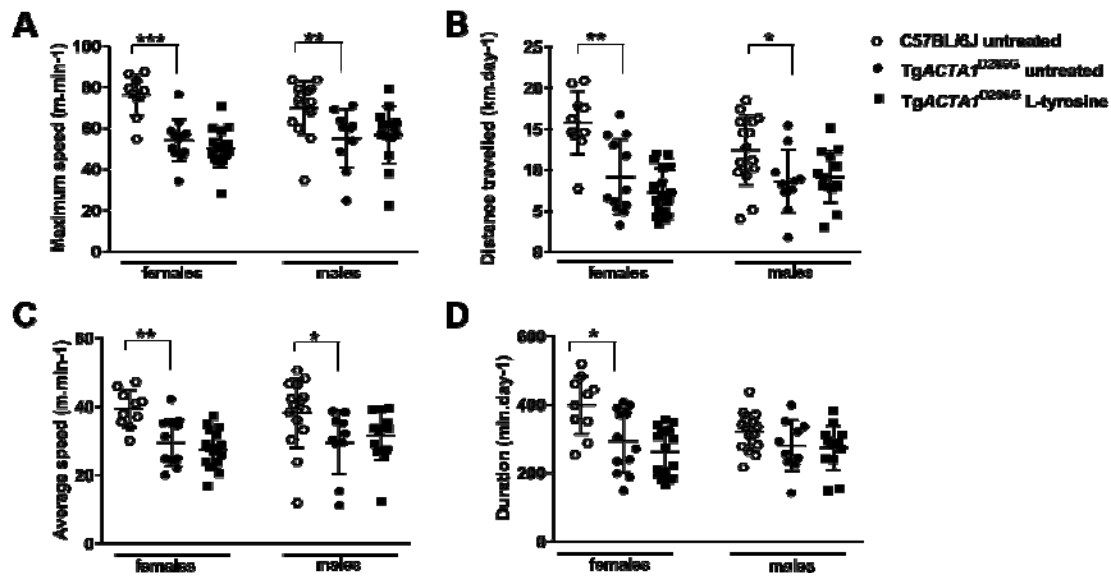 A
Maximum speed (m-min-1)
100
80
60
40
20
0
***
**
females
males
B
Distance travelled (km.day-1)
25
20
15
10
5
0
**
*
females
males
C57BL/6J untreated
TgACTA1D286G untreated
TgACTA1D286G L-tyrosine
C
Average speed (m-min-1)
60
40
20
0
**
*
females
males
D
Duration (min.day-1)
600
400
200
0
*
females
males